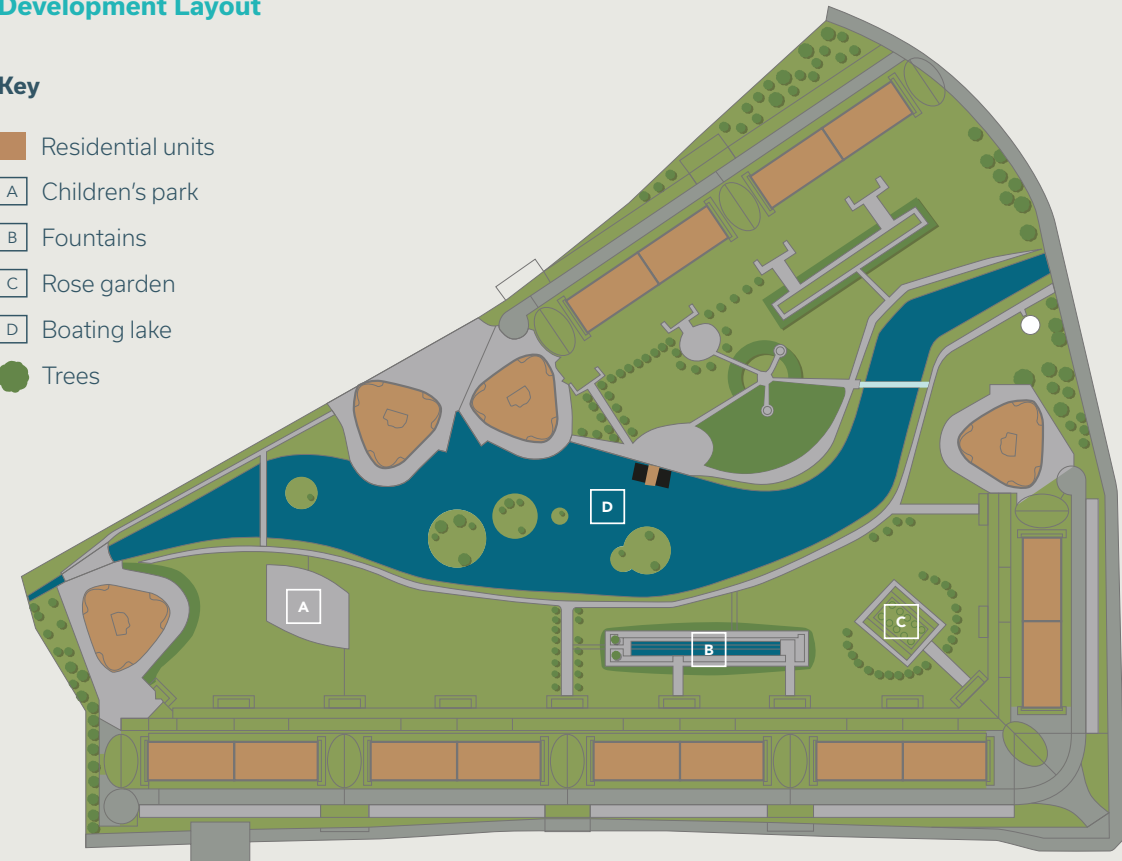 Development Layout
Key
Residential units
A Children's park
B Fountains
C Rose garden
D Boating lake
Trees
D
A
C
B